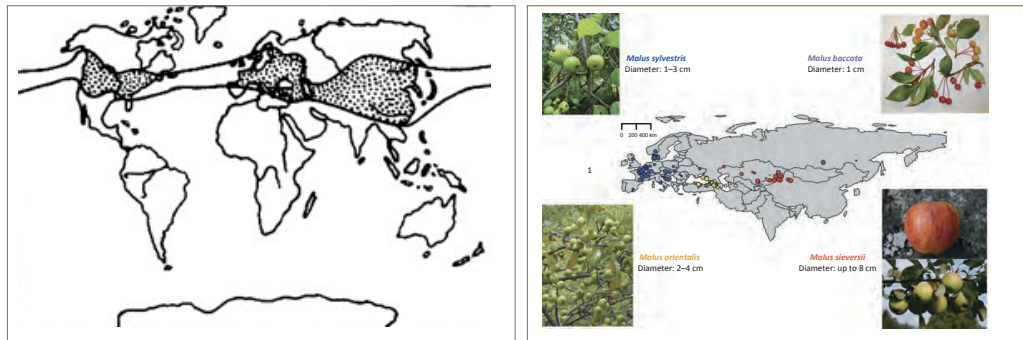 Malus sylvestris
Diameter: 1–3 cm
Malus baccata
Diameter: 1 cm
0 200 400 km
1
Malus orientalis
Diameter: 2–4 cm
Malus sieversii
Diameter: up to 8 cm